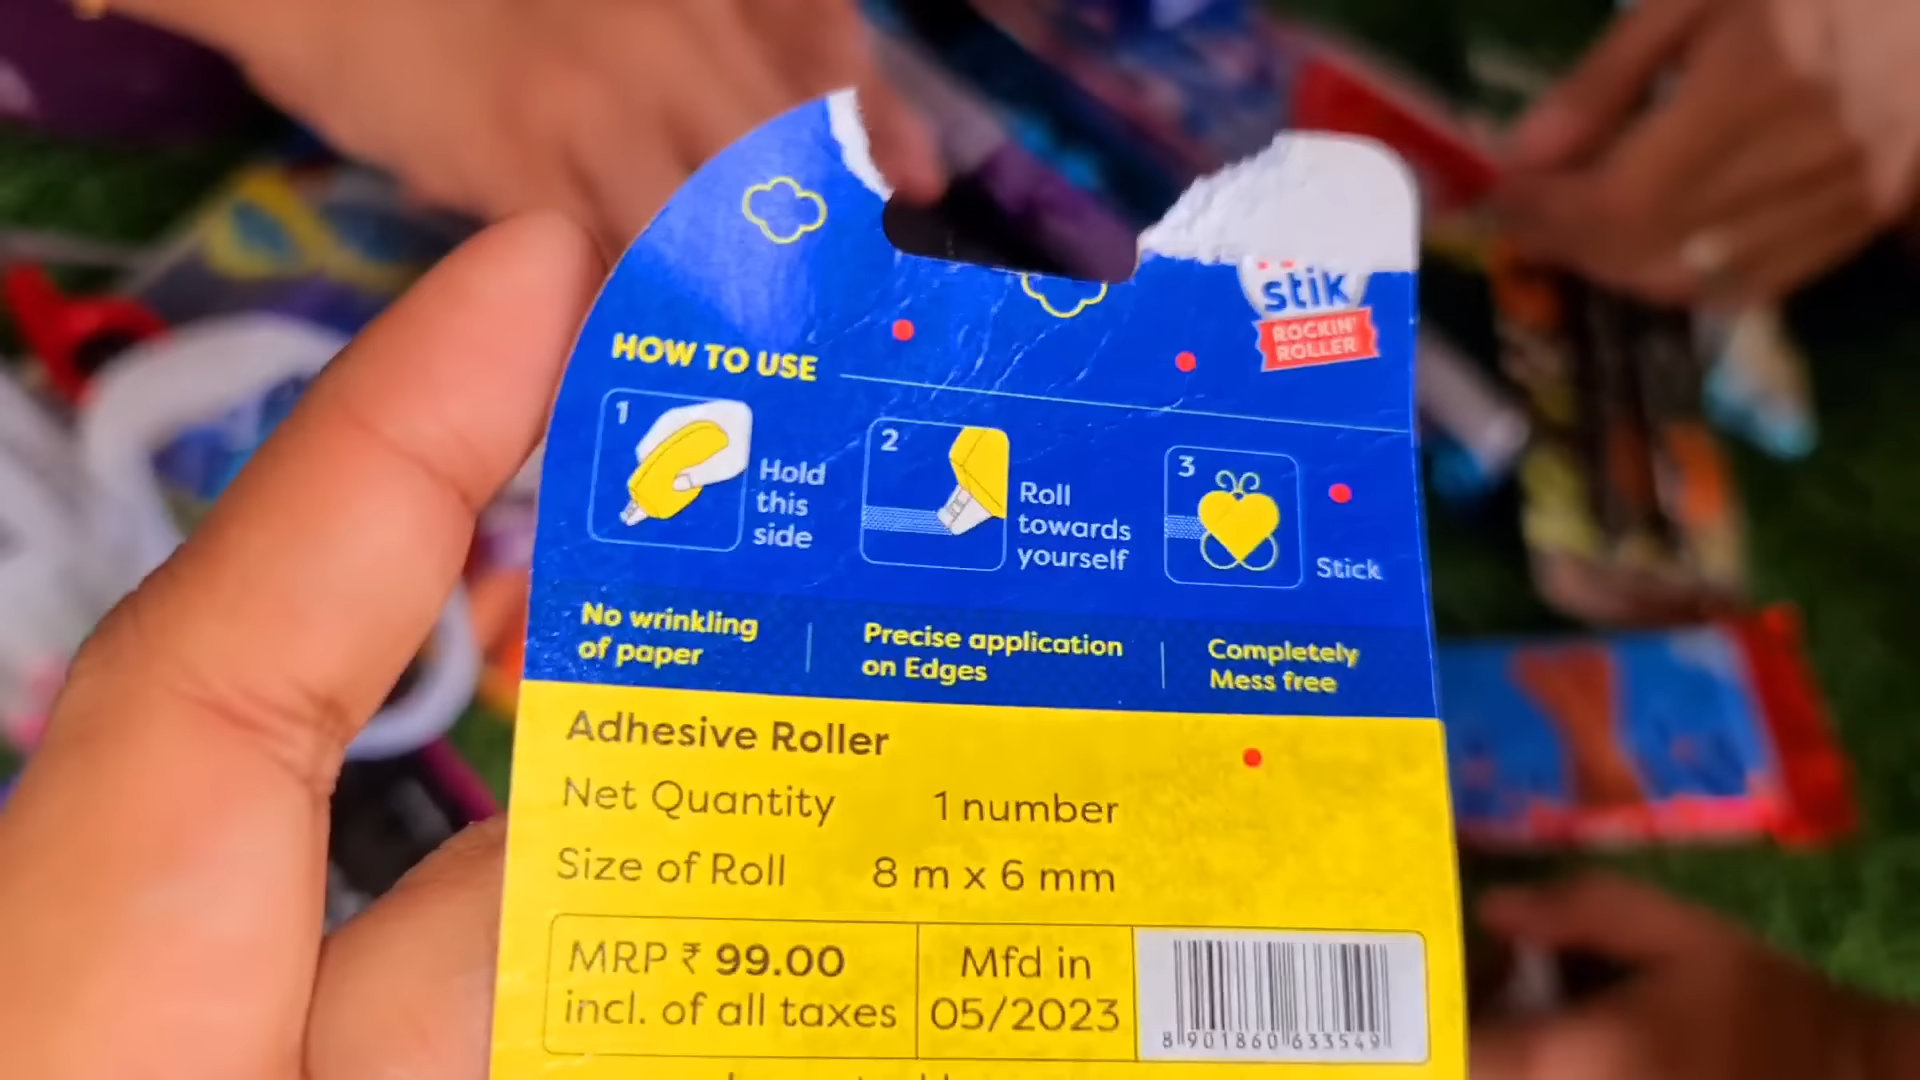 stik
ROCKIN'
ROLLER
HOW TO USE
1
Hold
this
side
2
Roll
towards
yourself
3
Stick
No wrinkling
of paper
Precise application
on Edges
Completely
Mess free
Adhesive Roller
Net Quantity 1 number
Size of Roll 8 m x 6 mm
MRP ₹ 99.00
incl. of all taxes
Mfd in
05/2023
8 901860 633549